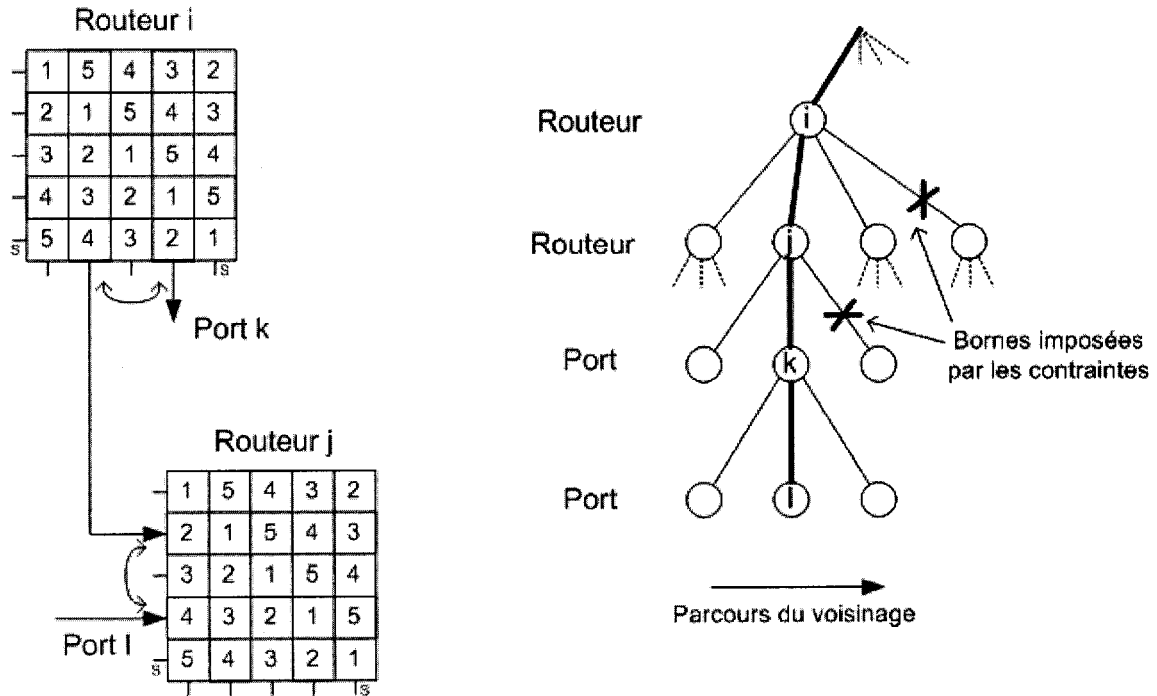 Routeur i
1 5 4 3 2
2 1 5 4 3
3 2 1 5 4
4 3 2 1 5
s 5 4 3 2 1
s
Port k
Routeur j
1 5 4 3 2
2 1 5 4 3
3 2 1 5 4
4 3 2 1 5
Port l
s 5 4 3 2 1
s
Routeur
i
Routeur
j
Port
k
Port
l
Bornes imposées
par les contraintes
Parcours du voisinage